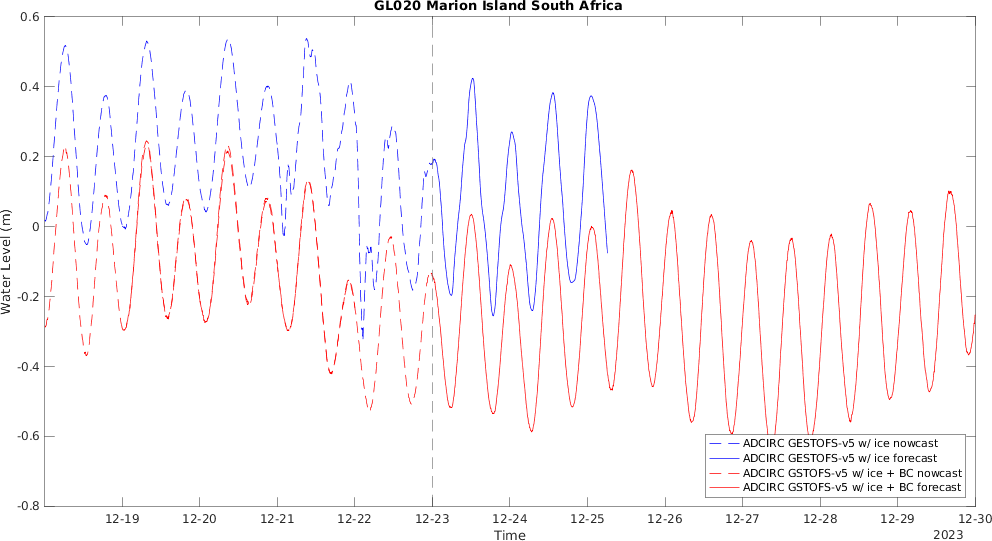 GL020 Marion Island South Africa
0.6
0.4
0.2
0
-0.2
-0.4
-0.6
-0.8
Water Level (m)
ADCIRC GESTOFS-v5 w/ ice nowcast
ADCIRC GESTOFS-v5 w/ ice forecast
ADCIRC GSTOFS-v5 w/ ice + BC nowcast
ADCIRC GSTOFS-v5 w/ ice + BC forecast
12-19 12-20 12-21 12-22 12-23 12-24 12-25 12-26 12-27 12-28 12-29 12-30
Time
2023